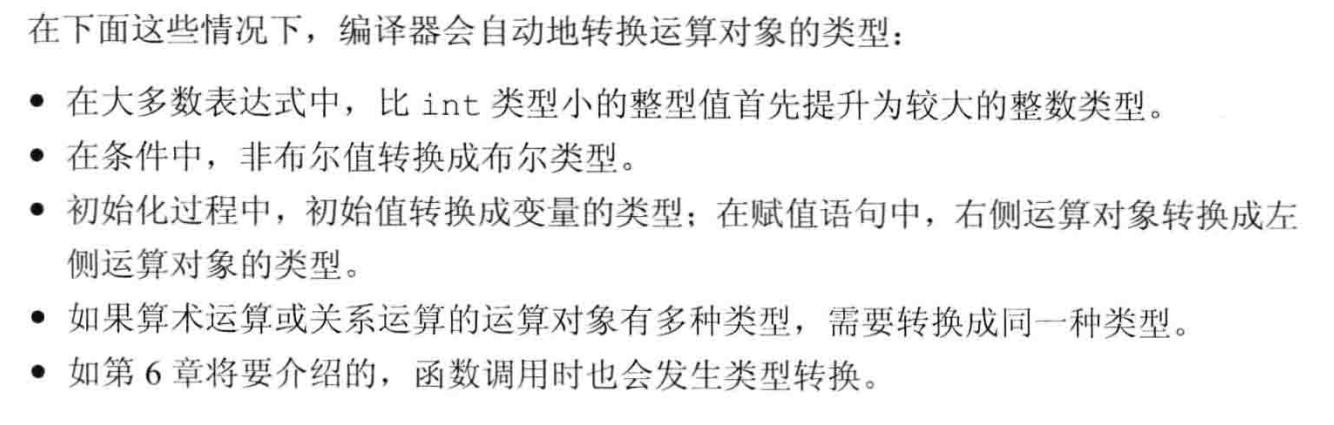 在下面这些情况下，编译器会自动地转换运算对象的类型：
● 在大多数表达式中，比 int 类型小的整型值首先提升为较大的整数类型。
● 在条件中，非布尔值转换成布尔类型。
● 初始化过程中，初始值转换成变量的类型；在赋值语句中，右侧运算对象转换成左
侧运算对象的类型。
● 如果算术运算或关系运算的运算对象有多种类型，需要转换成同一种类型。
● 如第 6 章将要介绍的，函数调用时也会发生类型转换。